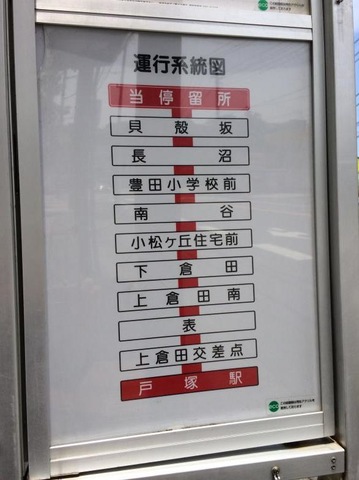 運行系統図
当停留所
貝殻坂
長沼
豊田小学校前
南谷
小松ヶ丘住宅前
下倉田
上倉田南
表
上倉田交差点
戸塚駅
eco